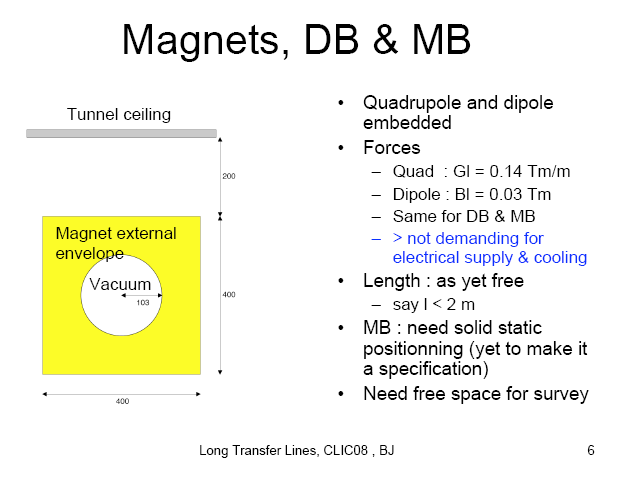 Magnets, DB & MB
Tunnel ceiling
200
Magnet external
envelope
Vacuum
103
400
400
• Quadrupole and dipole
embedded
• Forces
– Quad : Gl = 0.14 Tm/m
– Dipole : Bl = 0.03 Tm
– Same for DB & MB
– > not demanding for
electrical supply & cooling
• Length : as yet free
– say l < 2 m
• MB : need solid static
positionning (yet to make it
a specification)
• Need free space for survey
Long Transfer Lines, CLIC08 , BJ
6